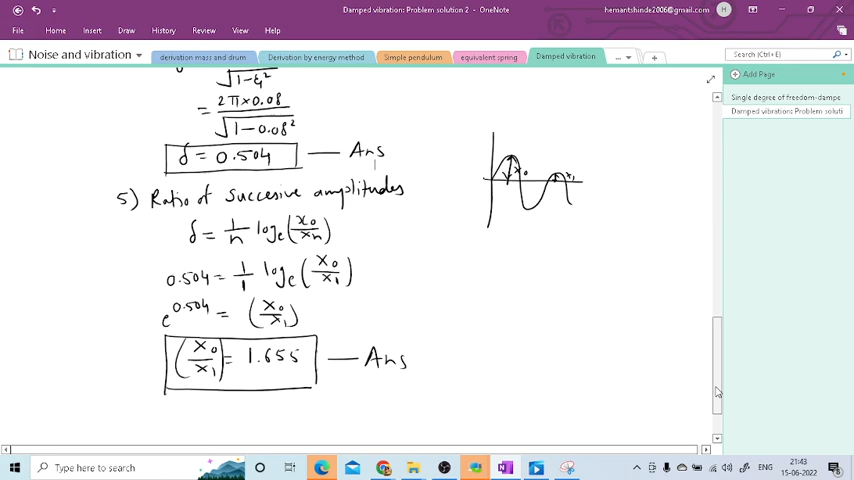 Damped vibration: Problem solution 2 - OneNote
hemantshinde2006@gmail.com H
File Home Insert Draw History Review View Help
Noise and vibration
derivation mass and drum Derivation by energy method Simple pendulum equivalent spring Damped vibration ... +
Search (Ctrl+E)
Add Page
Single degree of freedom-dampe
Damped vibration: Problem soluti
√1-ξ²
= 2π×0.08
√1-0.08²
δ = 0.504 — Ans
5) Ratio of succesive amplitudes
δ = 1/n logₑ(x₀/xₙ)
0.504 = 1/1 logₑ(x₀/x₁)
e^0.504 = (x₀/x₁)
(x₀/x₁) = 1.655 — Ans
x₀ x₁
Type here to search
ENG
21:43
15-06-2022